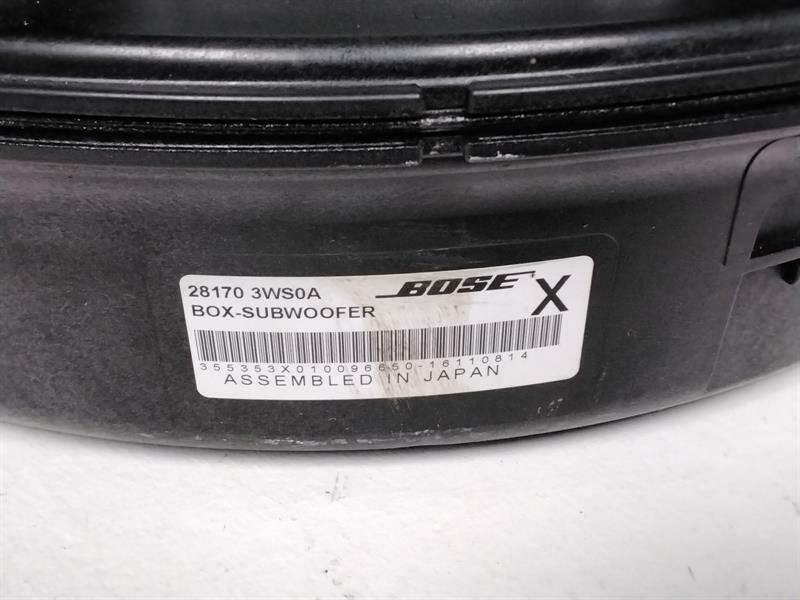 28170 3WS0A BOSE X
BOX-SUBWOOFER
355353X010096650-16110814
ASSEMBLED IN JAPAN